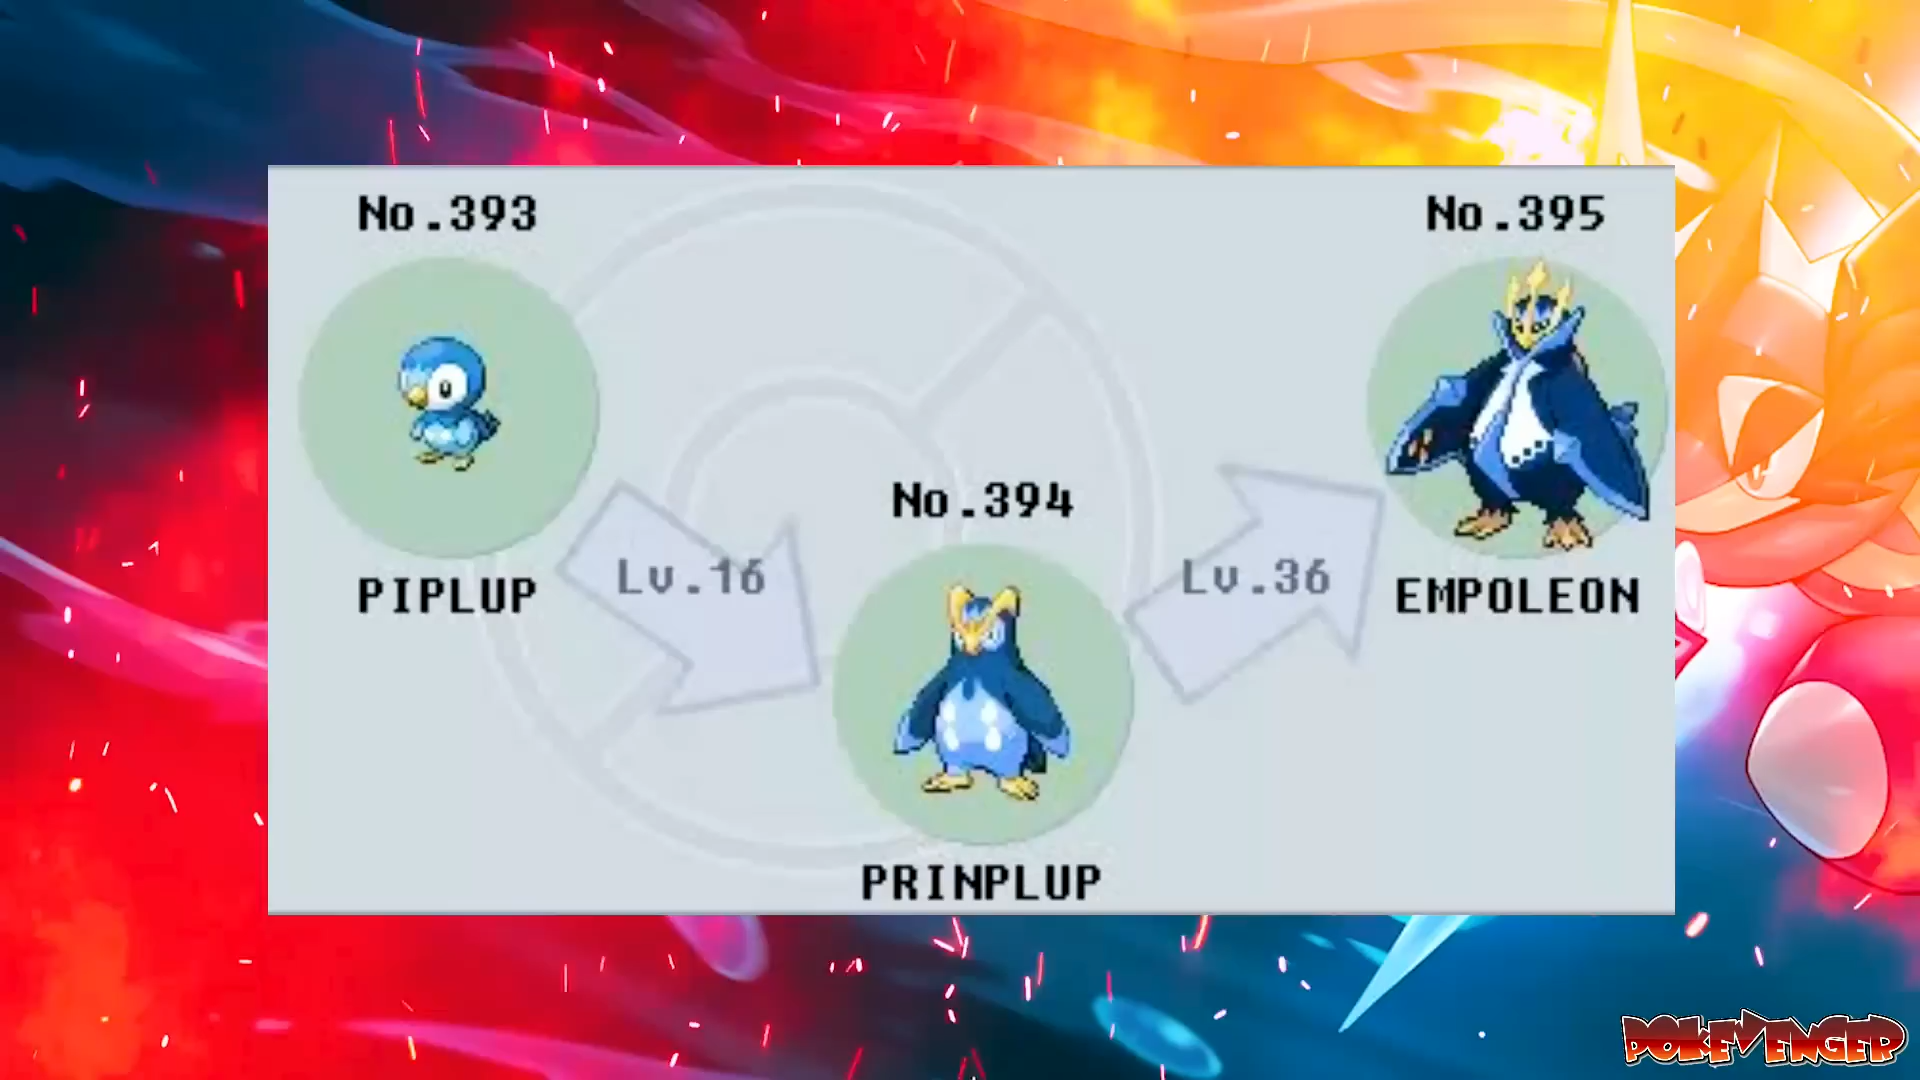 No.393
No.395
PIPLUP
Lv.16
No.394
Lv.36
EMPOLEON
PRINPLUP
POKEVENGER